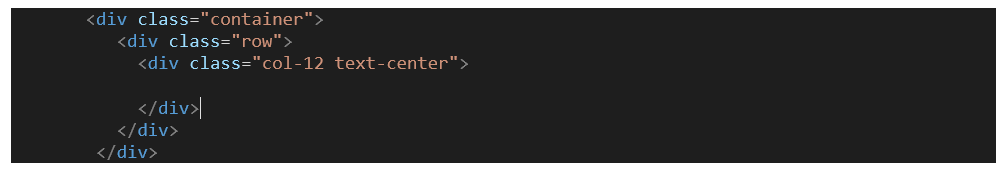 <div class="container">
<div class="row">
<div class="col-12 text-center">
</div>
</div>
</div>